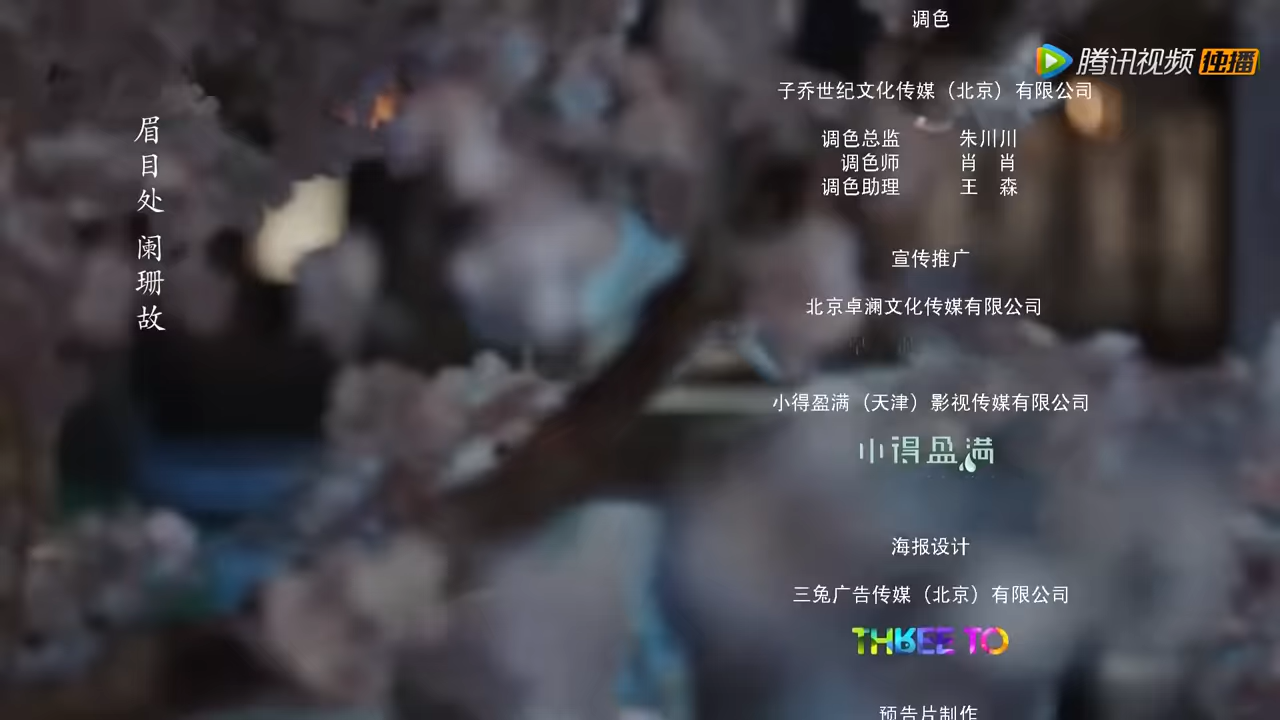 眉目处 阑珊故
调色
腾讯视频 独播
子乔世纪文化传媒（北京）有限公司
调色总监 朱川川
调色师 肖 肖
调色助理 王 森
宣传推广
北京卓澜文化传媒有限公司
小得盈满（天津）影视传媒有限公司
小得盈满
海报设计
三兔广告传媒（北京）有限公司
THREE TO
预告片制作